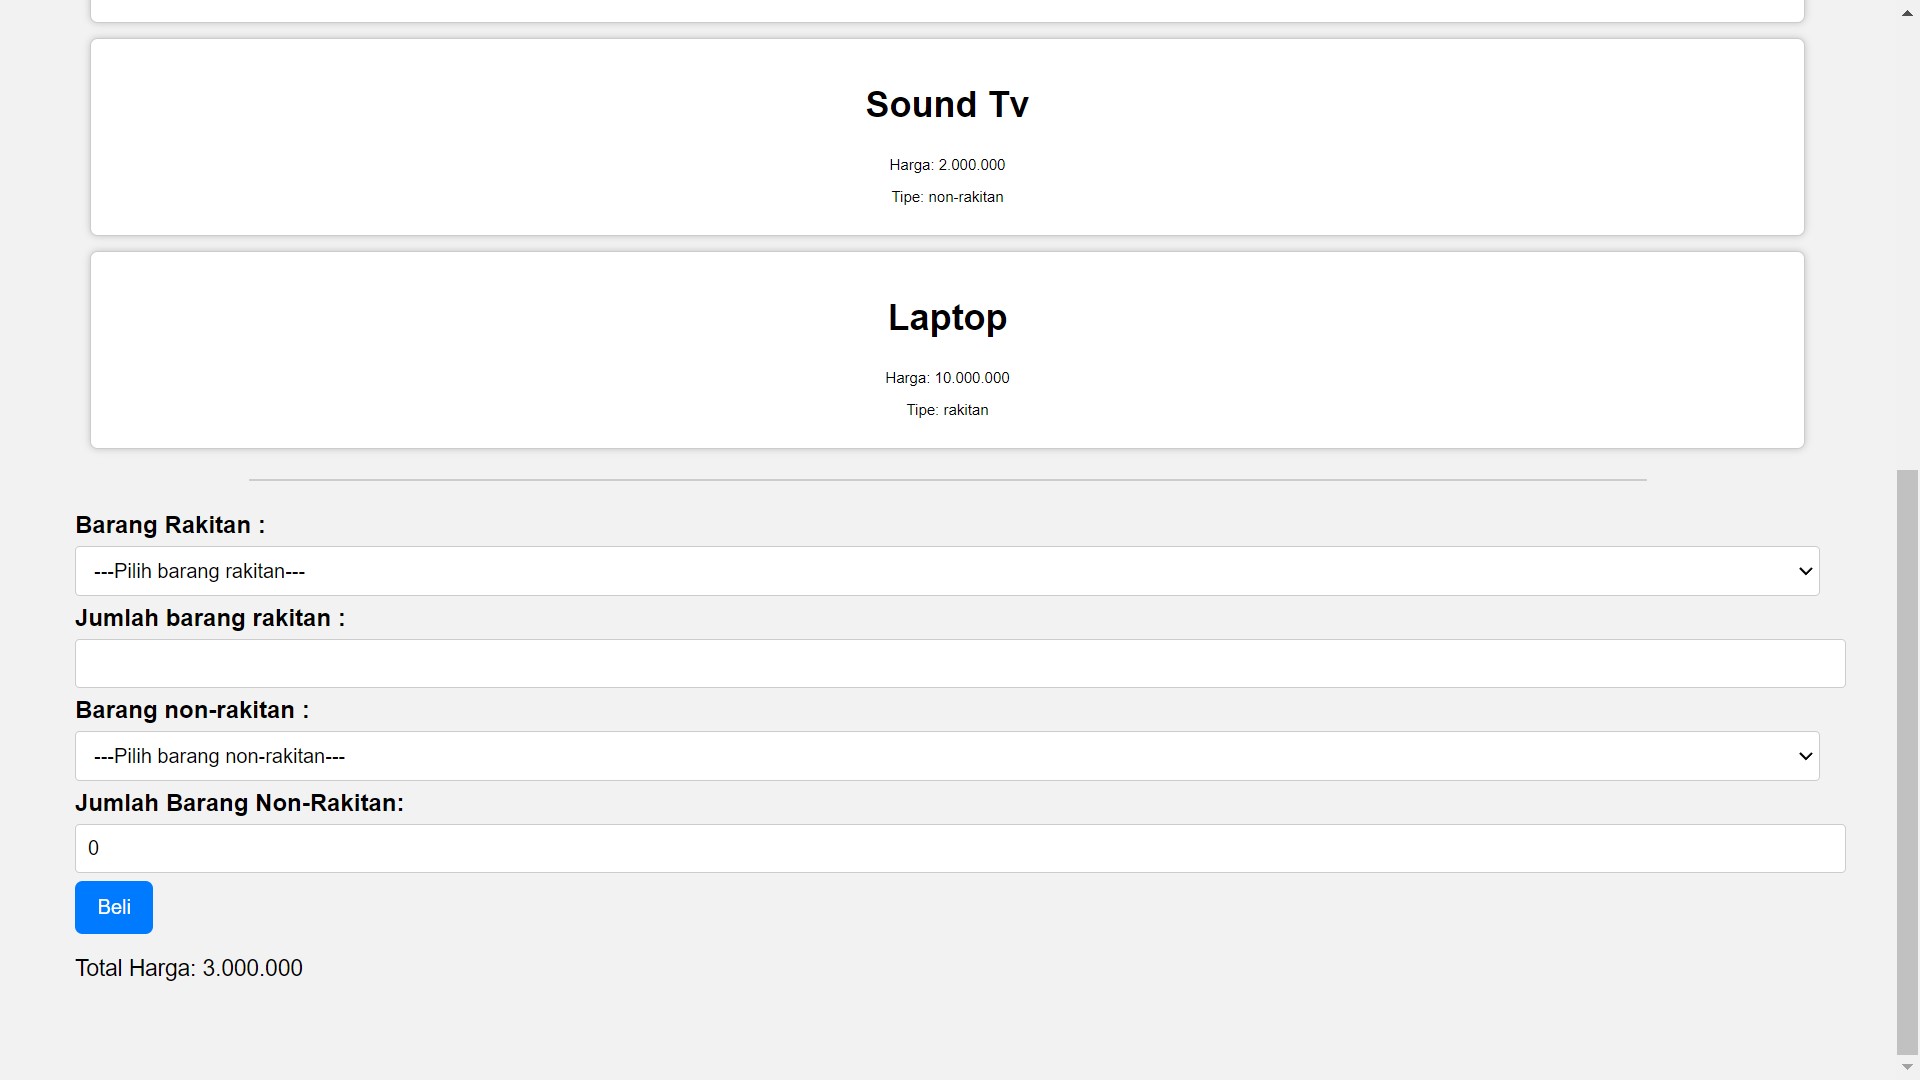 Sound Tv
Harga: 2.000.000
Tipe: non-rakitan
Laptop
Harga: 10.000.000
Tipe: rakitan
Barang Rakitan :
---Pilih barang rakitan---
Jumlah barang rakitan :
Barang non-rakitan :
---Pilih barang non-rakitan---
Jumlah Barang Non-Rakitan:
0
Beli
Total Harga: 3.000.000